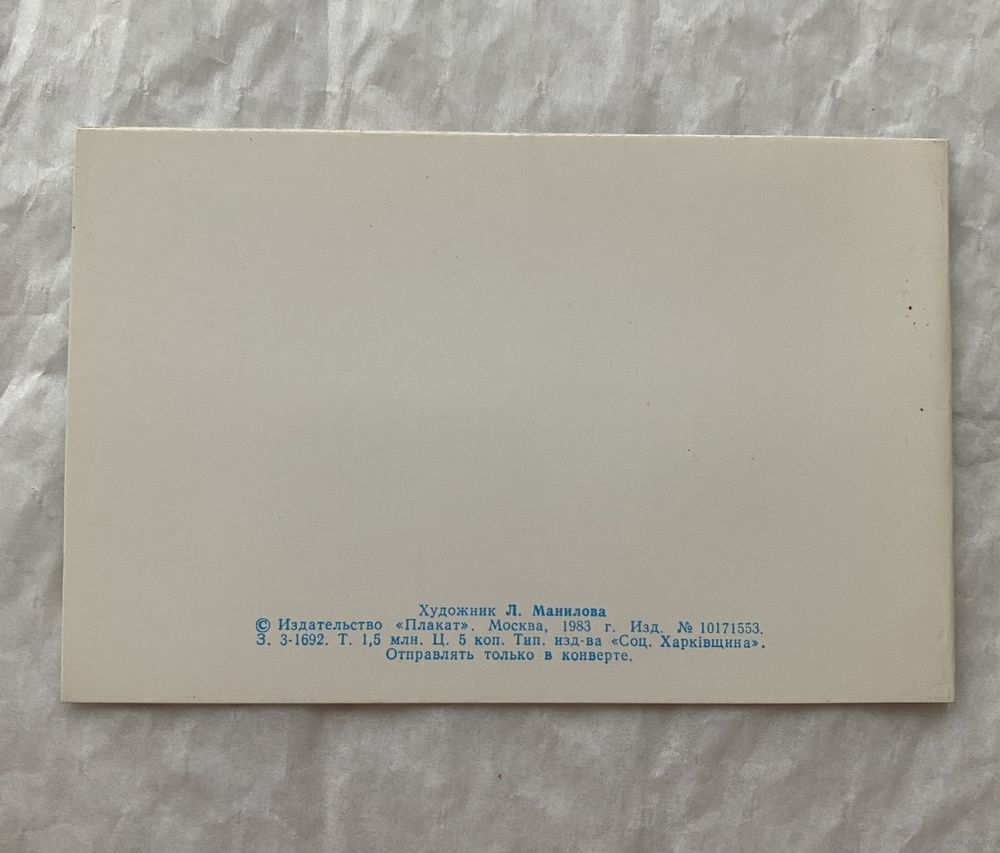 Художник Л. Манилова
© Издательство «Плакат». Москва, 1983 г. Изд. № 10171553.
З. 3-1692. Т. 1,5 млн. Ц. 5 коп. Тип. изд-ва «Соц. Харкiвщина».
Отправлять только в конверте.